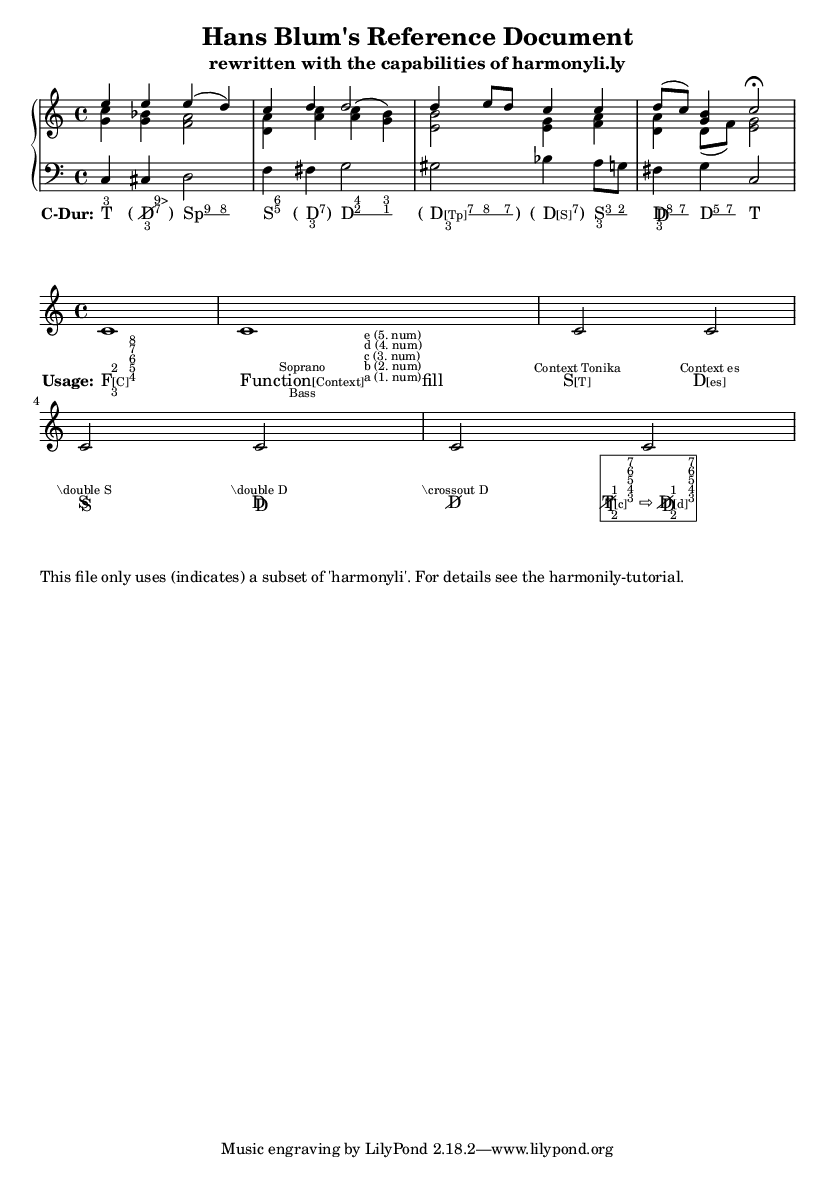 Hans Blum's Reference Document
rewritten with the capabilities of harmonyli.ly
3 9> 6 4 3
C-Dur: T ( D 7 ) Sp 9 8 S 5 ( D 7 ) D 2 1 ( D [Tp] 7 8 7 ) ( D [S] 7 ) S 3 2 D D 8 7 D 5 7 T
3 3 3 3 3
8
7
6
2 5
Usage: F [C] 4
3
e (5. num)
d (4. num)
c (3. num)
Soprano b (2. num)
Function [Context] a (1. num) fill
Bass
Context Tonika Context es
S [T] D [es]
4
\double S \double D \crossout D
S S D D D
7 7
6 6
5 5
1 4 1 4
3 3
T T [c] ⇨ D D [d]
2 2
This file only uses (indicates) a subset of 'harmonyli'. For details see the harmonily-tutorial.
Music engraving by LilyPond 2.18.2—www.lilypond.org